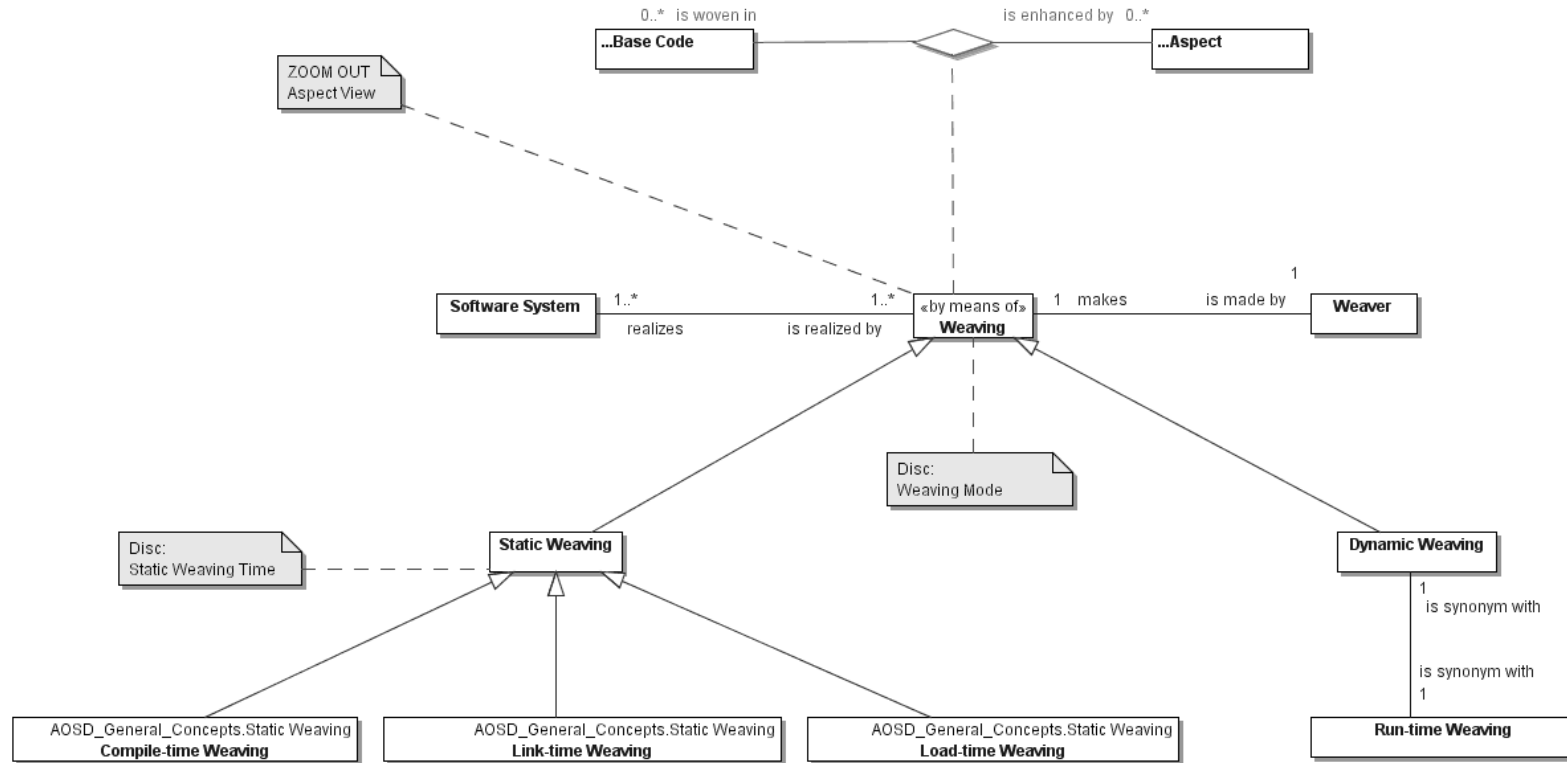 0..* is woven in
is enhanced by 0..*
...Base Code
...Aspect
ZOOM OUT
Aspect View
Software System
1..*
realizes
1..*
is realized by
«by means of»
Weaving
1 makes
is made by
1
Weaver
Disc:
Weaving Mode
Disc:
Static Weaving Time
Static Weaving
Dynamic Weaving
1
is synonym with
is synonym with
1
AOSD_General_Concepts.Static Weaving
Compile-time Weaving
AOSD_General_Concepts.Static Weaving
Link-time Weaving
AOSD_General_Concepts.Static Weaving
Load-time Weaving
Run-time Weaving